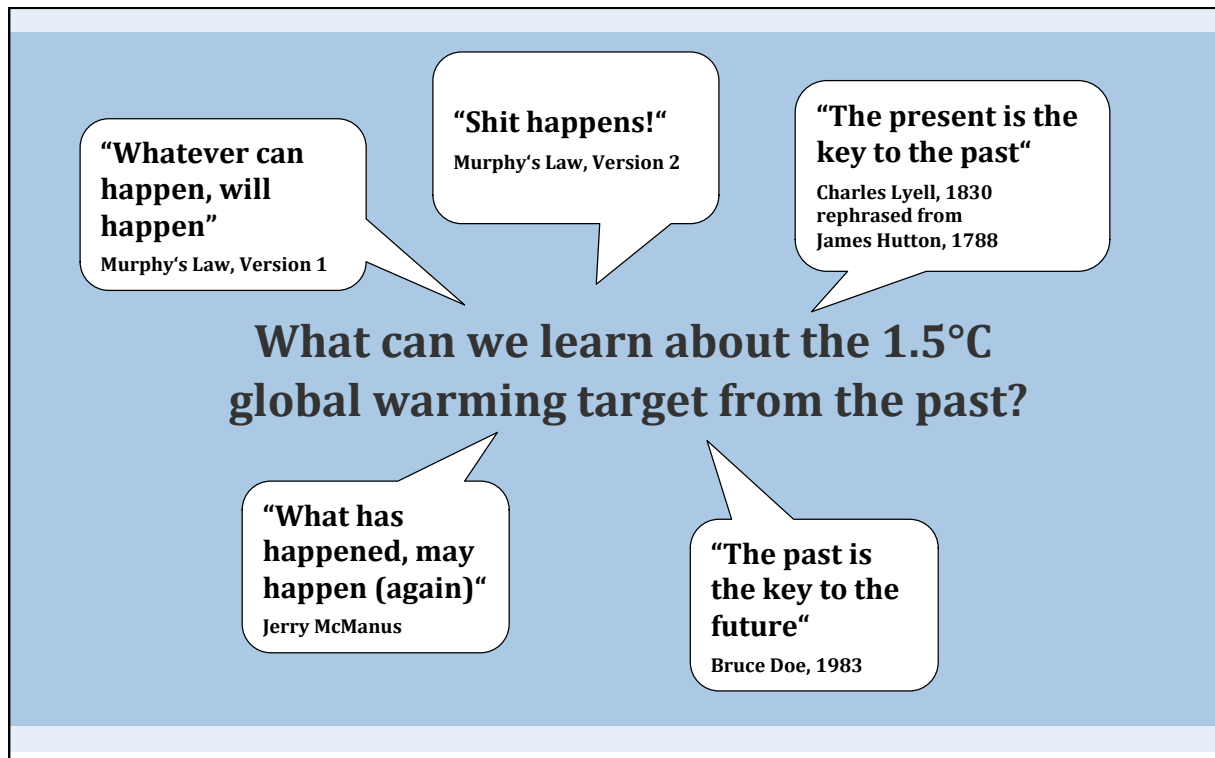 “Whatever can
happen, will
happen”
Murphy‘s Law, Version 1
“Shit happens!“
Murphy‘s Law, Version 2
“The present is the
key to the past“
Charles Lyell, 1830
rephrased from
James Hutton, 1788
What can we learn about the 1.5°C
global warming target from the past?
“What has
happened, may
happen (again)“
Jerry McManus
“The past is
the key to the
future“
Bruce Doe, 1983